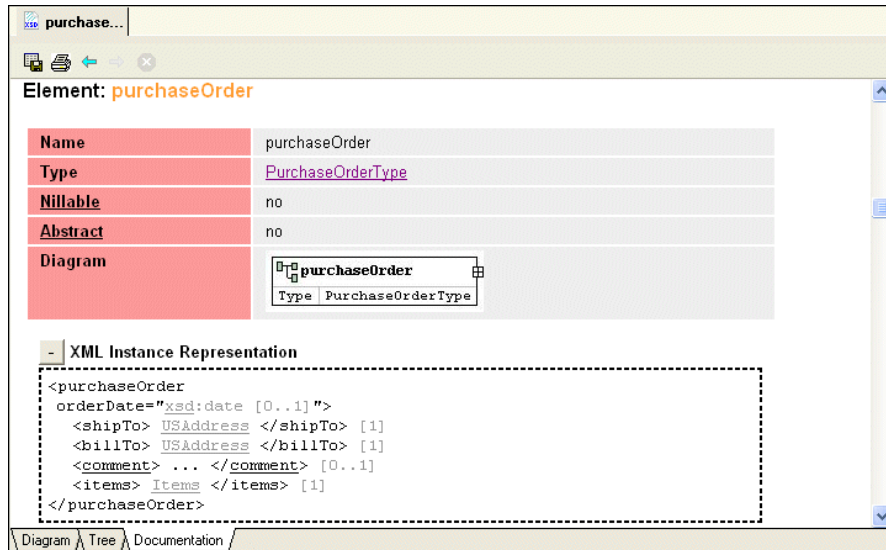 XSD purchase...
Element: purchaseOrder
Name purchaseOrder
Type PurchaseOrderType
Nillable no
Abstract no
Diagram purchaseOrder
Type PurchaseOrderType
- XML Instance Representation
<purchaseOrder
orderDate="xsd:date [0..1]">
<shipTo> USAddress </shipTo> [1]
<billTo> USAddress </billTo> [1]
<comment> ... </comment> [0..1]
<items> Items </items> [1]
</purchaseOrder>
Diagram Tree Documentation